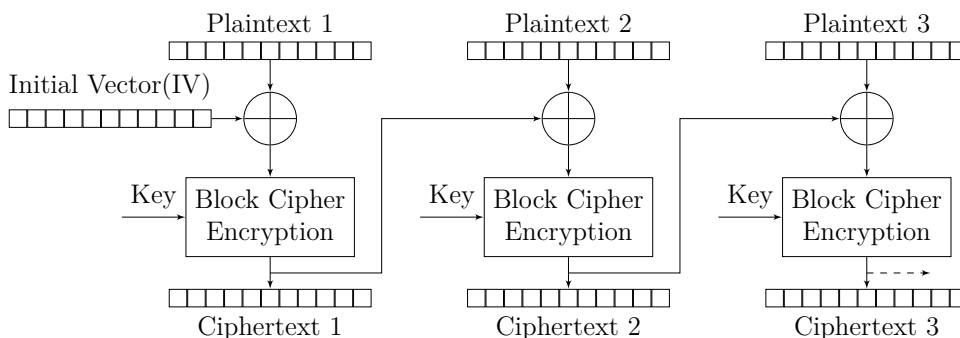 Plaintext 1
Plaintext 2
Plaintext 3
Initial Vector(IV)
Key
Block Cipher
Encryption
Key
Block Cipher
Encryption
Key
Block Cipher
Encryption
Ciphertext 1
Ciphertext 2
Ciphertext 3